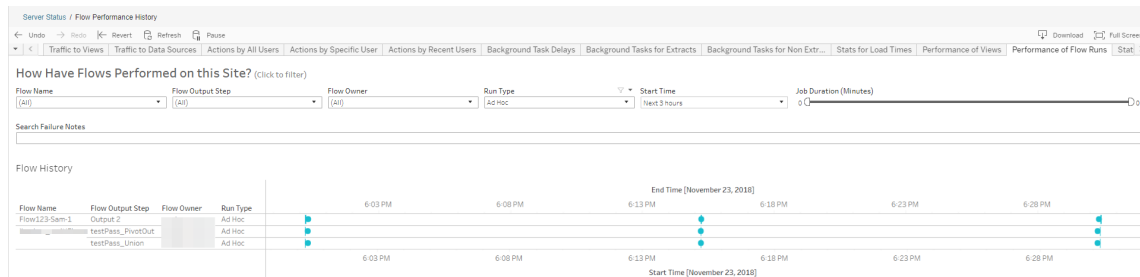 Server Status / Flow Performance History
Undo Redo Revert Refresh Pause Download Full Scree
Traffic to Views Traffic to Data Sources Actions by All Users Actions by Specific User Actions by Recent Users Background Task Delays Background Tasks for Extracts Background Tasks for Non Extr... Stats for Load Times Performance of Views Performance of Flow Runs Stat
How Have Flows Performed on this Site? (Click to filter)
Flow Name Flow Output Step Flow Owner Run Type Start Time Job Duration (Minutes)
(All) (All) (All) Ad Hoc Next 3 hours 0 0
Search Failure Notes
Flow History
End Time [November 23, 2018]
Flow Name Flow Output Step Flow Owner Run Type 6:03 PM 6:08 PM 6:13 PM 6:18 PM 6:23 PM 6:28 PM
Flow123-Sam-1 Output 2 Ad Hoc
testPass_PivotOut Ad Hoc
testPass_Union Ad Hoc
6:03 PM 6:08 PM 6:13 PM 6:18 PM 6:23 PM 6:28 PM
Start Time [November 23, 2018]